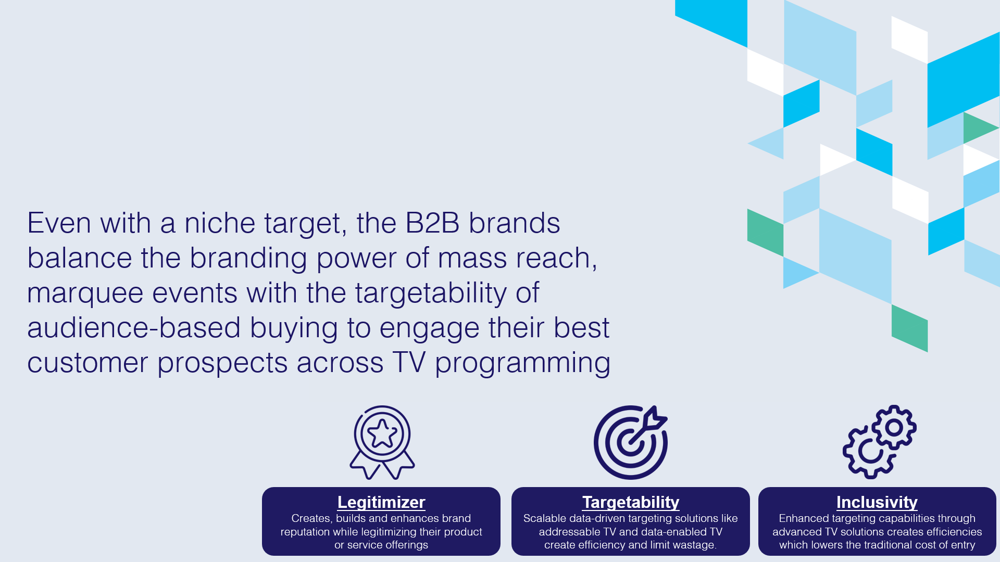 Even with a niche target, the B2B brands
balance the branding power of mass reach,
marquee events with the targetability of
audience-based buying to engage their best
customer prospects across TV programming
Legitimizer
Creates, builds and enhances brand
reputation while legitimizing their product
or service offerings
Targetability
Scalable data-driven targeting solutions like
addressable TV and data-enabled TV
create efficiency and limit wastage.
Inclusivity
Enhanced targeting capabilities through
advanced TV solutions creates efficiencies
which lowers the traditional cost of entry